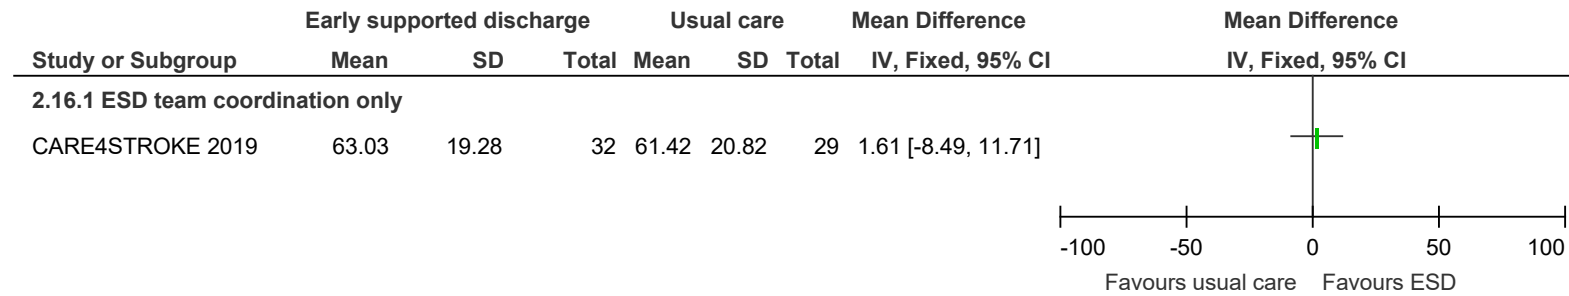 Early supported discharge Usual care Mean Difference Mean Difference
Study or Subgroup Mean SD Total Mean SD Total IV, Fixed, 95% CI IV, Fixed, 95% CI
2.16.1 ESD team coordination only
CARE4STROKE 2019 63.03 19.28 32 61.42 20.82 29 1.61 [-8.49, 11.71]
-100 -50 0 50 100
Favours usual care Favours ESD